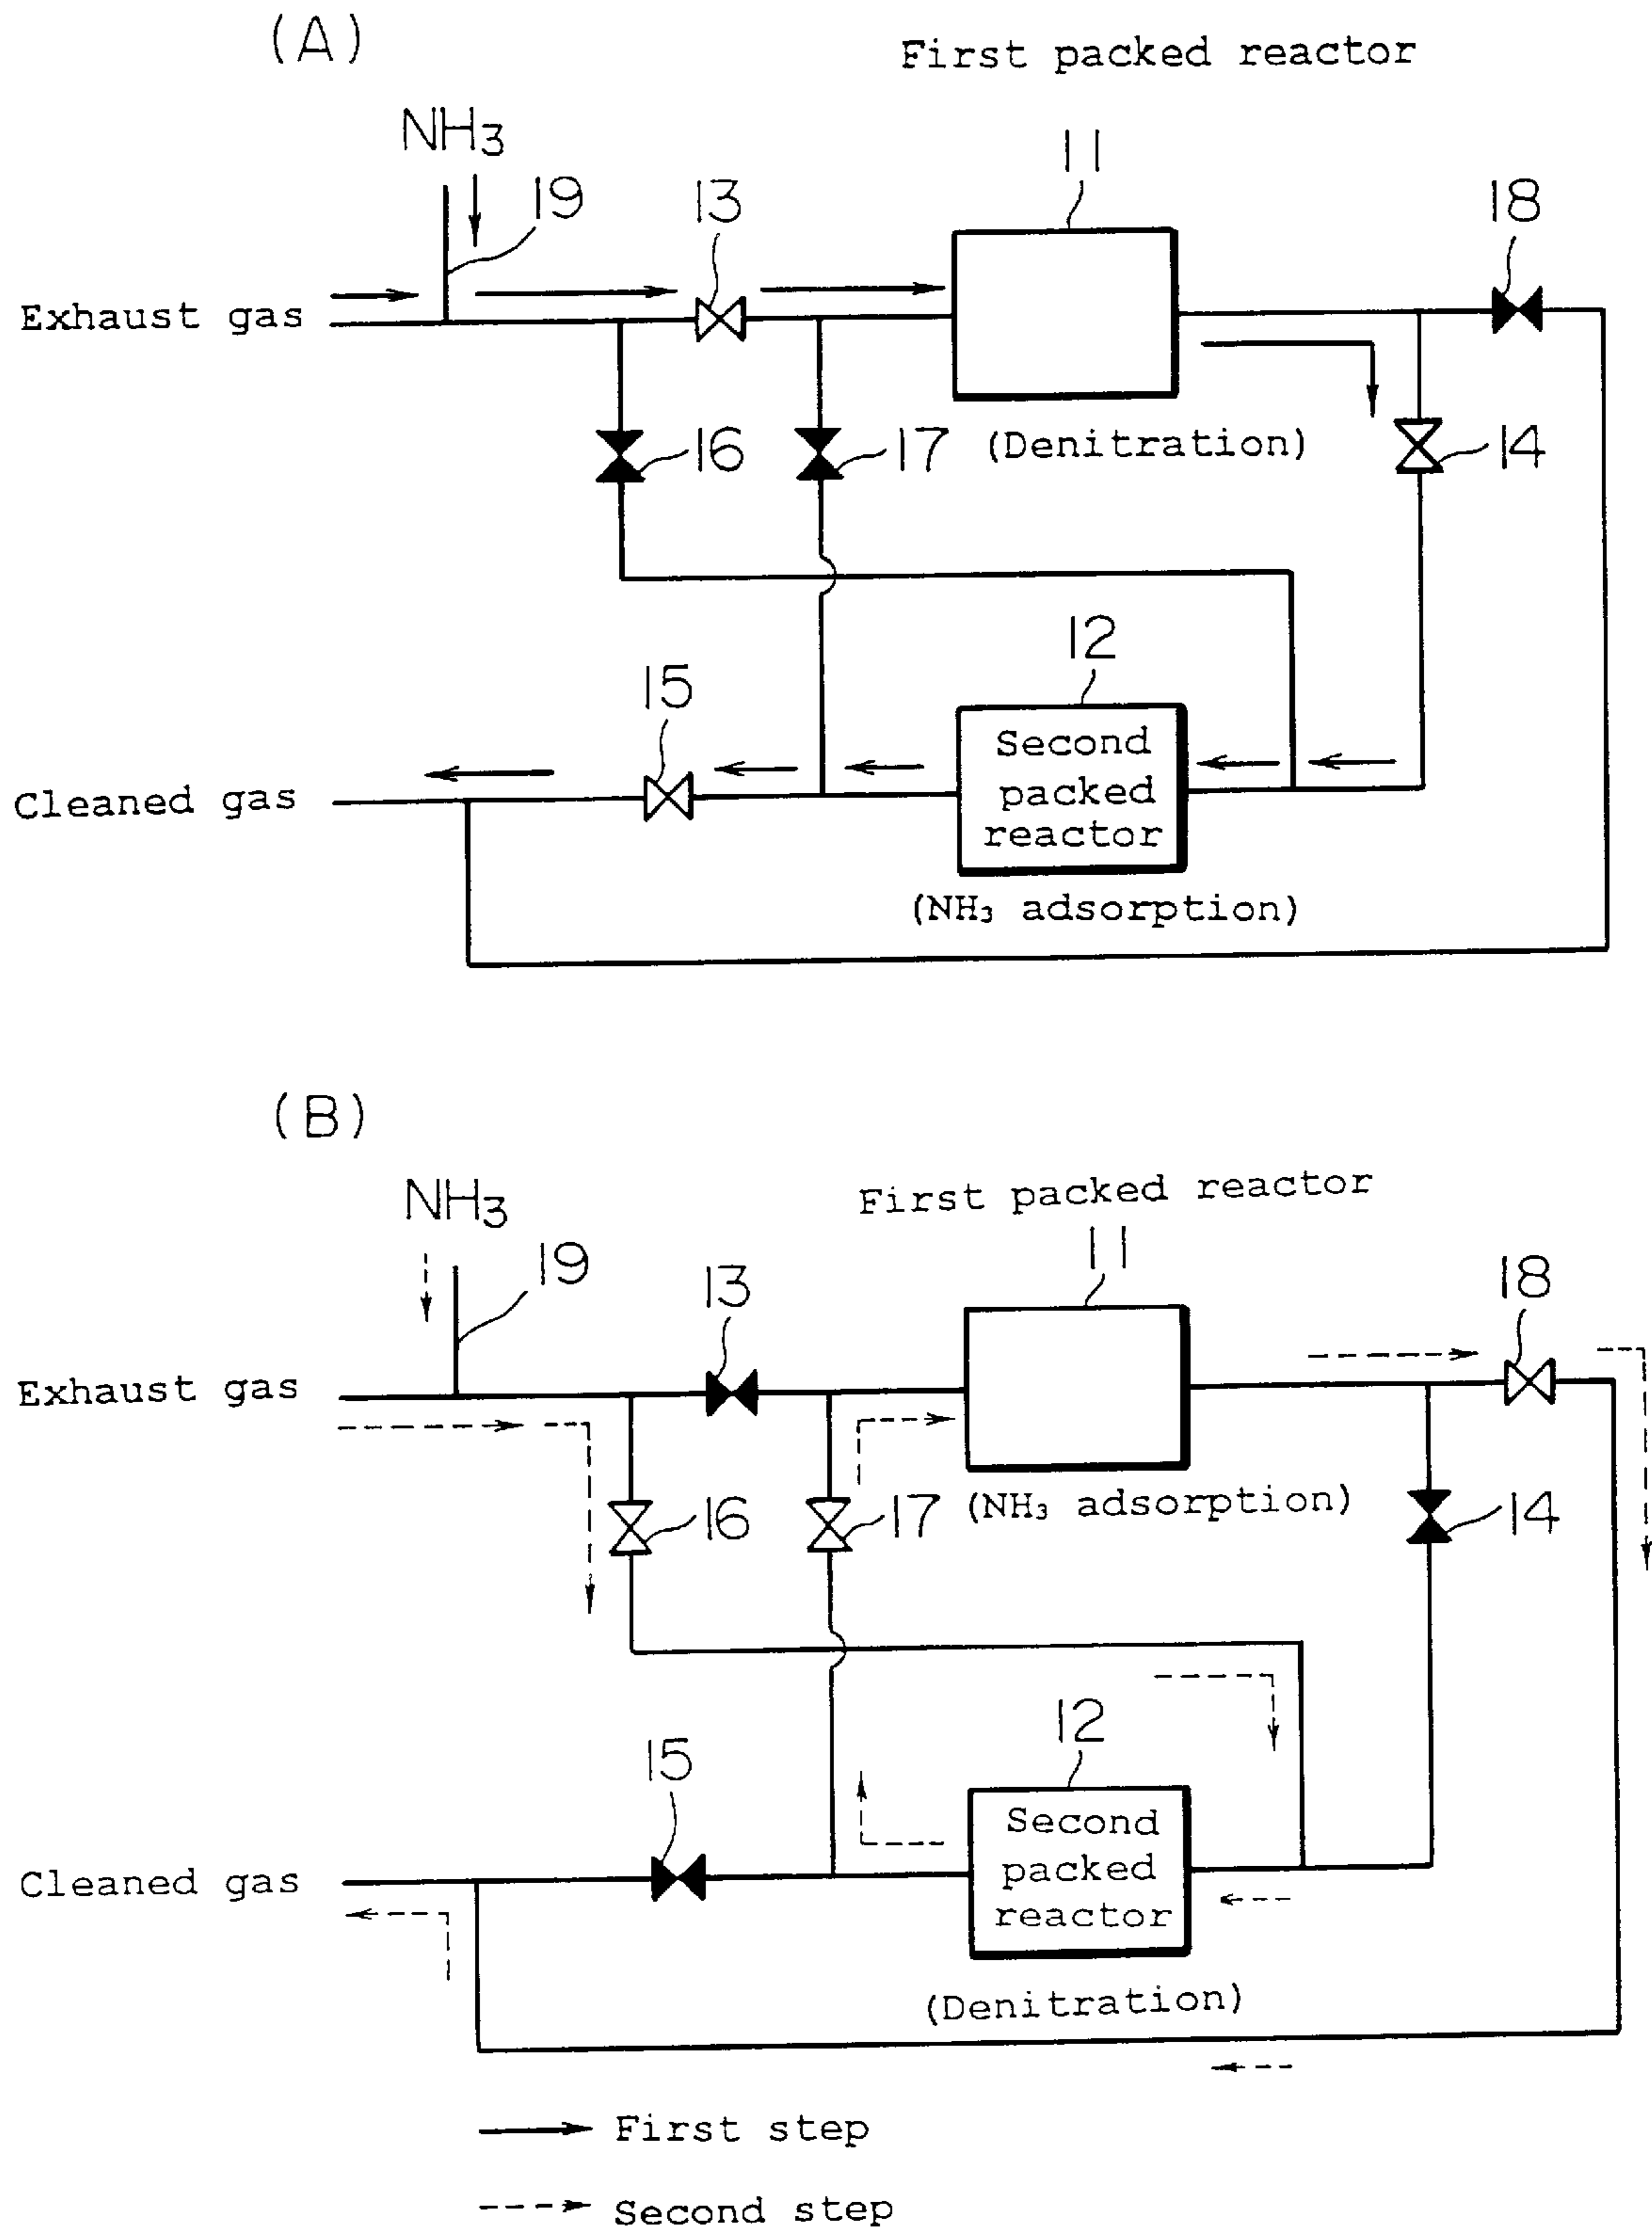 (A)
First packed reactor
NH3
11
19
13
18
Exhaust gas
16
17
(Denitration)
14
12
15
Second
packed
reactor
Cleaned gas
(NH3 adsorption)
(B)
First packed reactor
NH3
11
19
13
18
Exhaust gas
16
17
(NH3 adsorption)
14
12
15
Second
packed
reactor
Cleaned gas
(Denitration)
First step
Second step